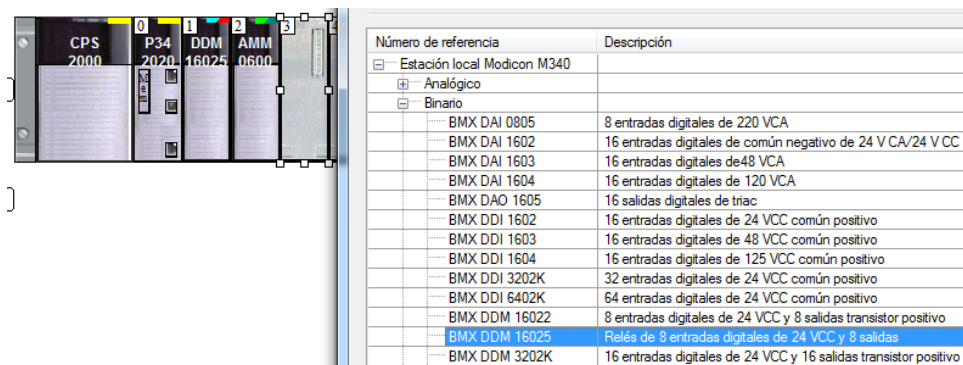 0 1 2 3 4
CPS P34 DDM AMM
2000 2020 16025 0600
Mem
Número de referencia Descripción
Estación local Modicon M340
Analógico
Binario
BMX DAI 0805 8 entradas digitales de 220 VCA
BMX DAI 1602 16 entradas digitales de común negativo de 24 V CA/24 V CC
BMX DAI 1603 16 entradas digitales de48 VCA
BMX DAI 1604 16 entradas digitales de 120 VCA
BMX DAO 1605 16 salidas digitales de triac
BMX DDI 1602 16 entradas digitales de 24 VCC común positivo
BMX DDI 1603 16 entradas digitales de 48 VCC común positivo
BMX DDI 1604 16 entradas digitales de 125 VCC común positivo
BMX DDI 3202K 32 entradas digitales de 24 VCC común positivo
BMX DDI 6402K 64 entradas digitales de 24 VCC común positivo
BMX DDM 16022 8 entradas digitales de 24 VCC y 8 salidas transistor positivo
BMX DDM 16025 Relés de 8 entradas digitales de 24 VCC y 8 salidas
BMX DDM 3202K 16 entradas digitales de 24 VCC y 16 salidas transistor positivo